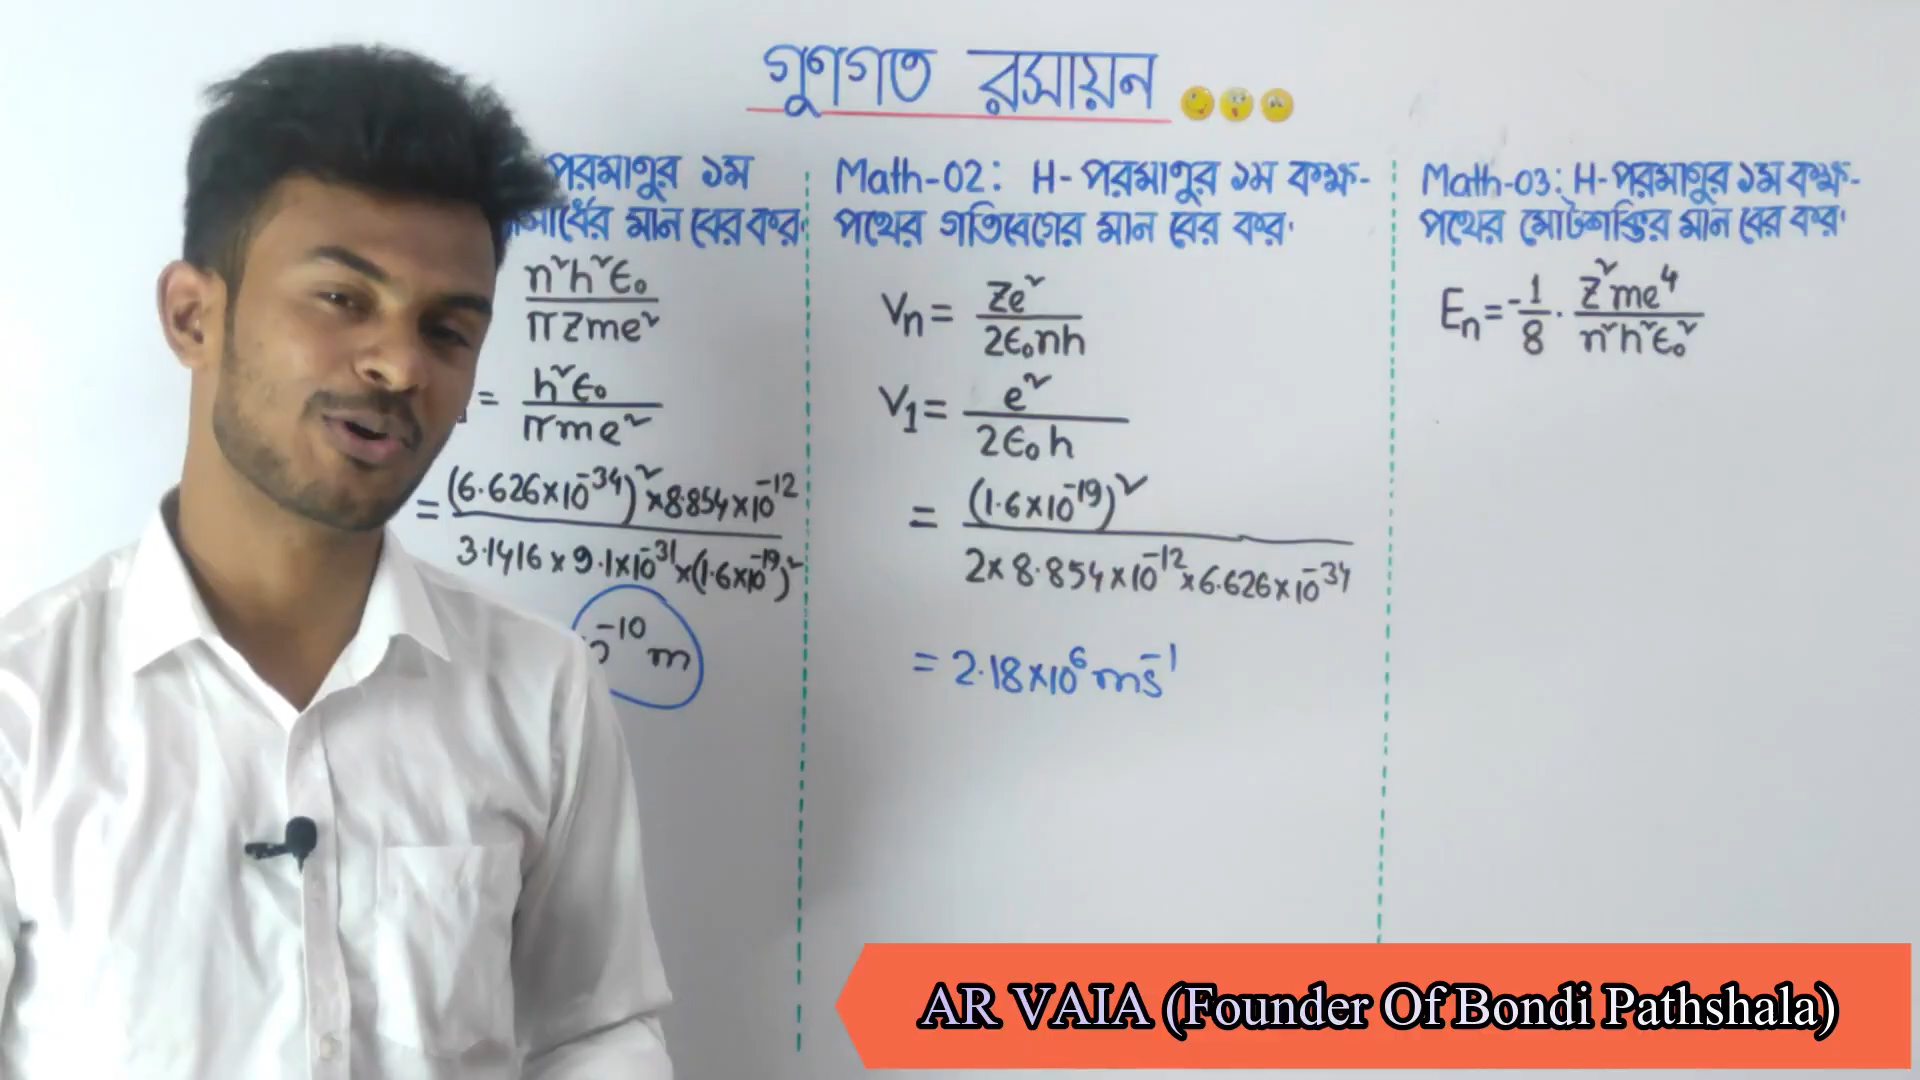 গুণগত রসায়ন
পরমাণুর ১ম
মান বের কর·
n²h²ϵ₀
πZme²
= h²ϵ₀
πme²
= (6.626×10⁻³⁴)²×8.854×10⁻¹²
3.1416×9.1×10⁻³¹×(1.6×10⁻¹⁹)²
⁻¹⁰ m
Math-02: H-পরমাণুর ১ম কক্ষ-
পথের গতিবেগের মান বের কর·
Vn = Ze²
2ϵ₀nh
V₁ = e²
2ϵ₀h
= (1.6×10⁻¹⁹)²
2×8.854×10⁻¹²×6.626×10⁻³⁴
= 2.18×10⁶ ms⁻¹
Math-03: H-পরমাণুর ১ম কক্ষ-
পথের মোটশক্তির মান বের কর·
En = -1/8 · Z²me⁴
n²h²ϵ₀²
AR VAIA (Founder Of Bondi Pathshala)